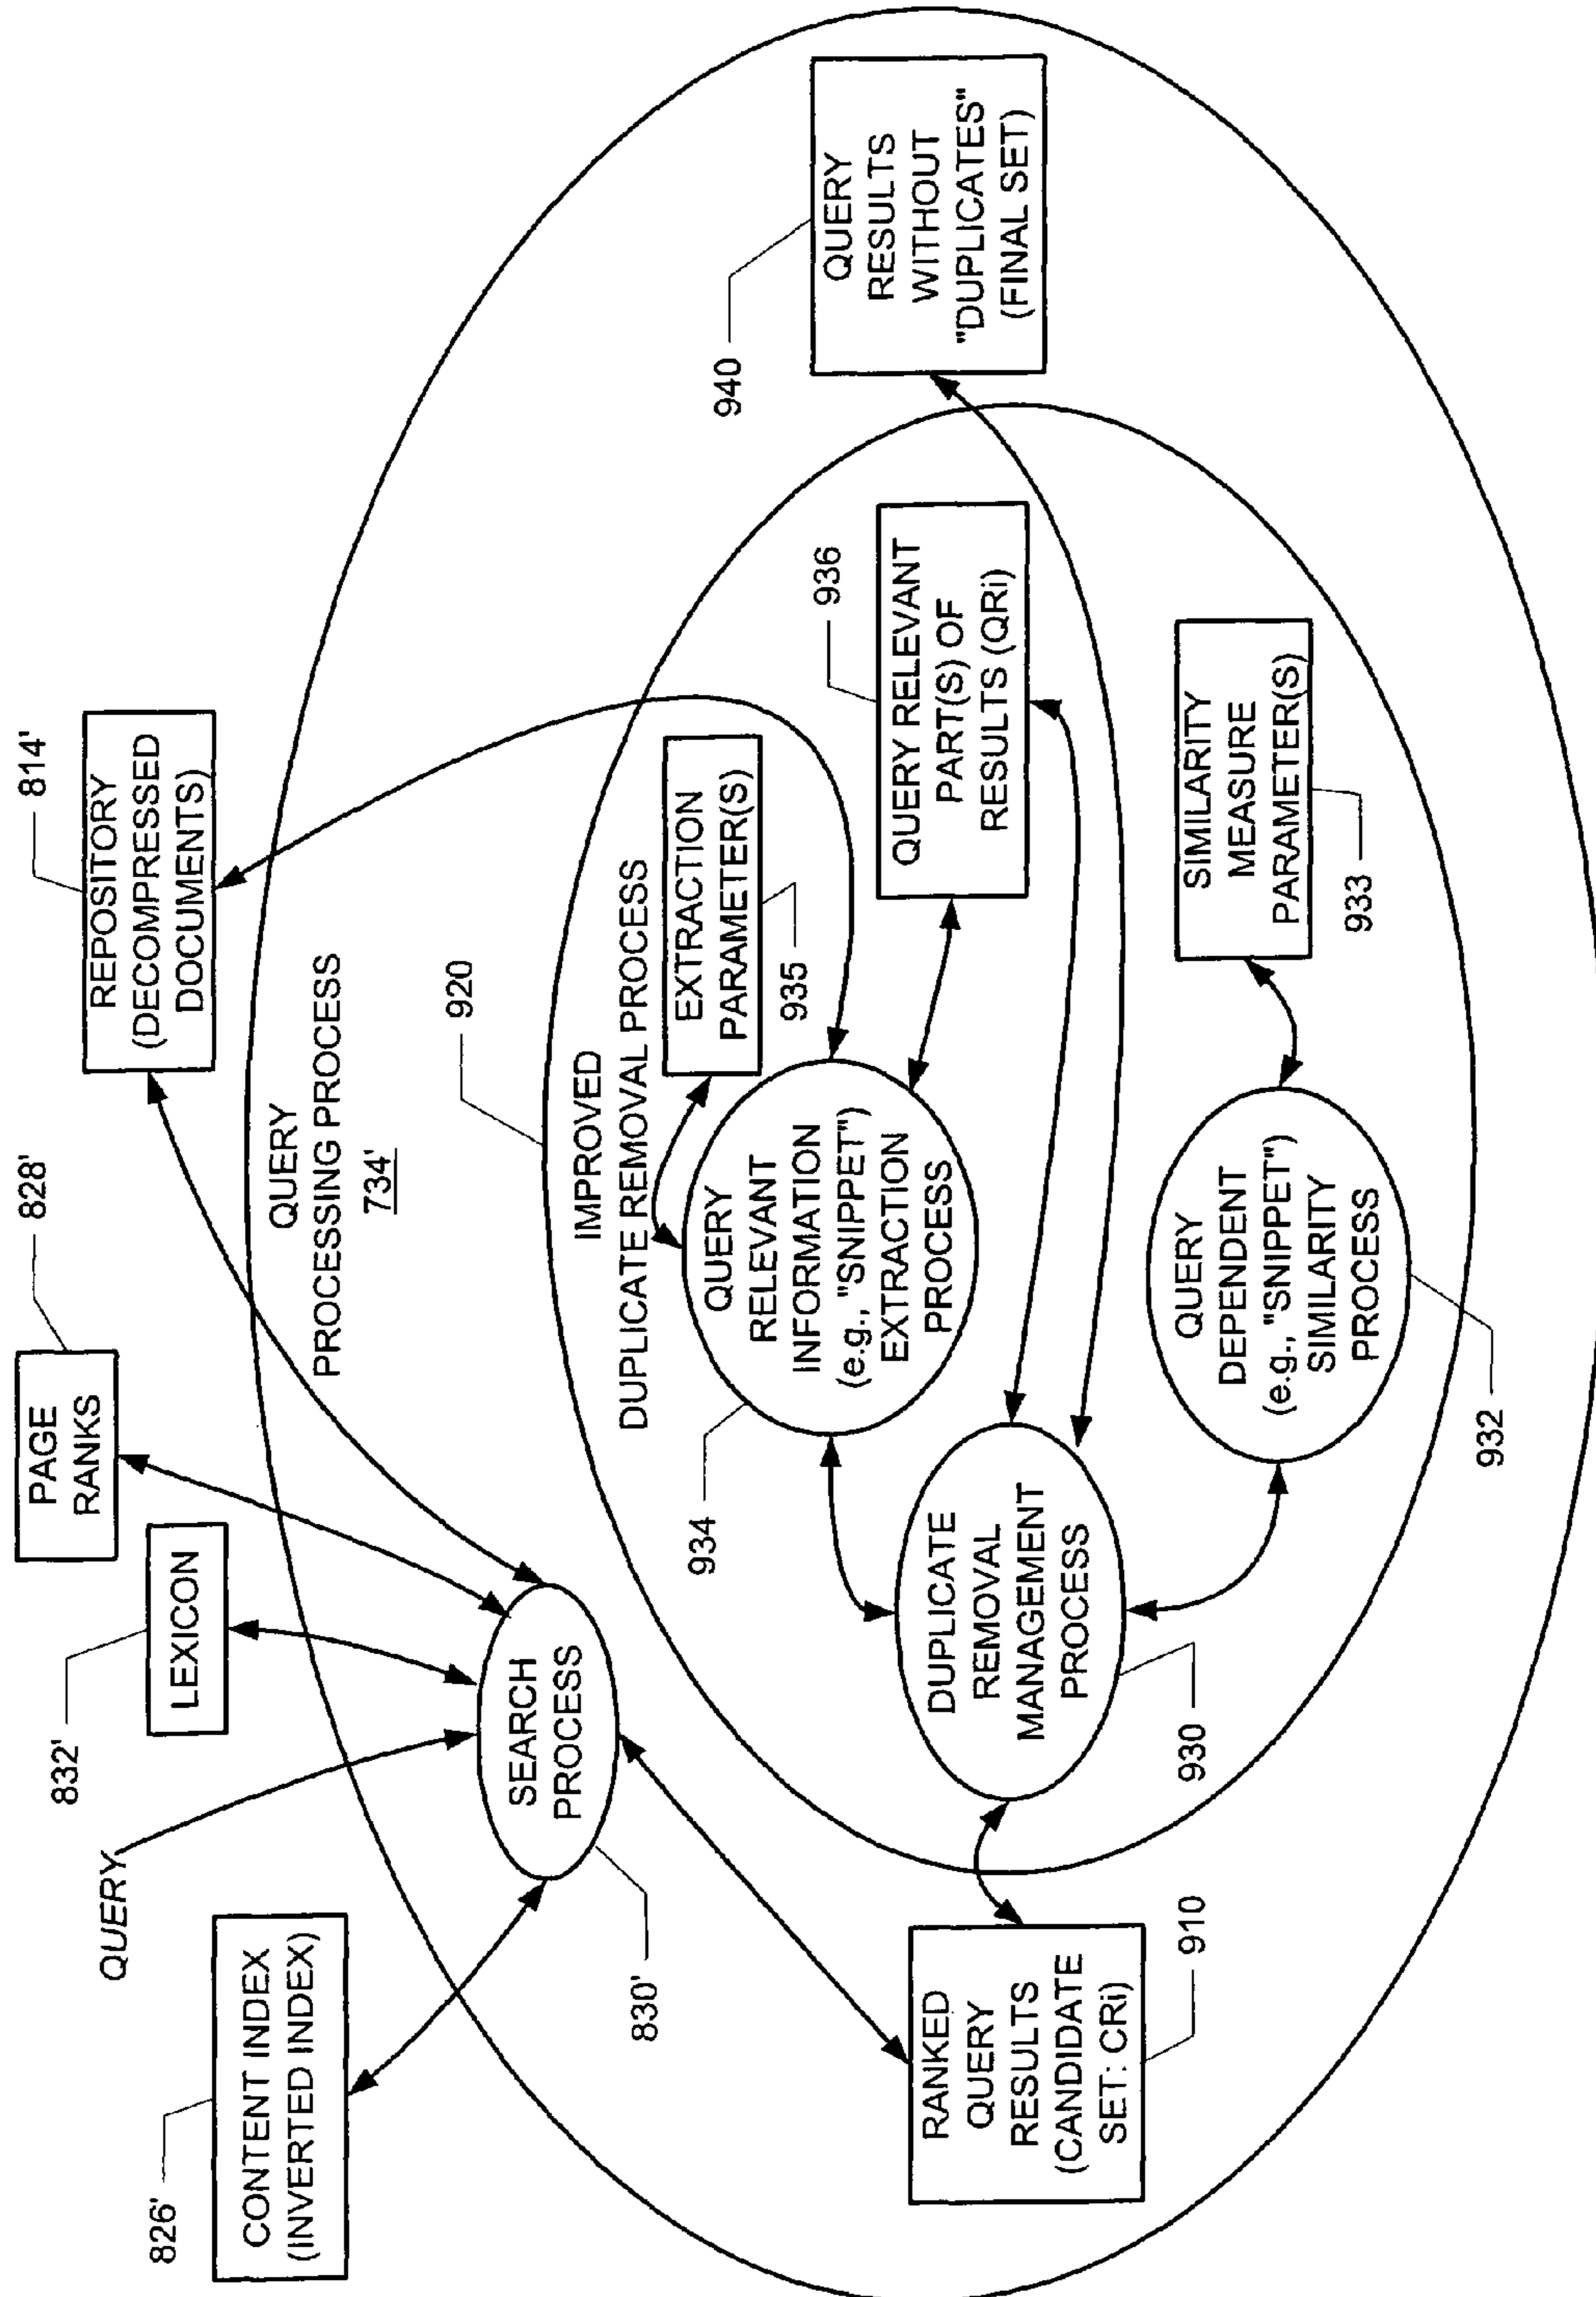 826'
CONTENT INDEX
(INVERTED INDEX)
QUERY
832'
LEXICON
828'
PAGE
RANKS
814'
REPOSITORY
(DECOMPRESSED
DOCUMENTS)
SEARCH
PROCESS
830'
QUERY
PROCESSING PROCESS
734'
920
IMPROVED
DUPLICATE REMOVAL PROCESS
EXTRACTION
PARAMETER(S)
935
934
QUERY
RELEVANT
INFORMATION
(e.g., "SNIPPET")
EXTRACTION
PROCESS
936
QUERY RELEVANT
PART(S) OF
RESULTS (QRi)
940
QUERY
RESULTS
WITHOUT
"DUPLICATES"
(FINAL SET)
RANKED
QUERY
RESULTS
(CANDIDATE
SET: CRi)
910
DUPLICATE
REMOVAL
MANAGEMENT
PROCESS
930
QUERY
DEPENDENT
(e.g., "SNIPPET")
SIMILARITY
PROCESS
932
SIMILARITY
MEASURE
PARAMETER(S)
933